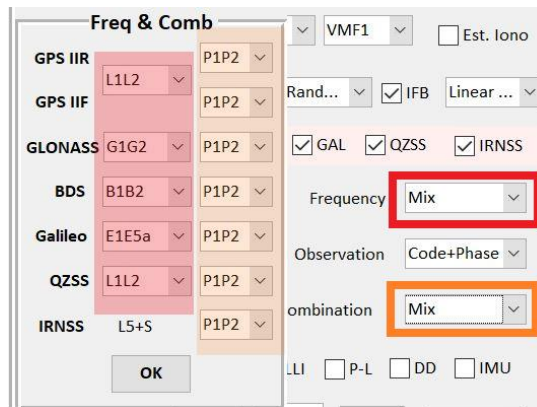 Freq & Comb
GPS IIR
L1L2
P1P2
GPS IIF
P1P2
GLONASS G1G2 P1P2
BDS B1B2 P1P2
Galileo E1E5a P1P2
QZSS L1L2 P1P2
IRNSS L5+S P1P2
OK
VMF1 Est. Iono
Rand... IFB Linear ...
GAL QZSS IRNSS
Frequency Mix
Observation Code+Phase
ombination Mix
LLI P-L DD IMU